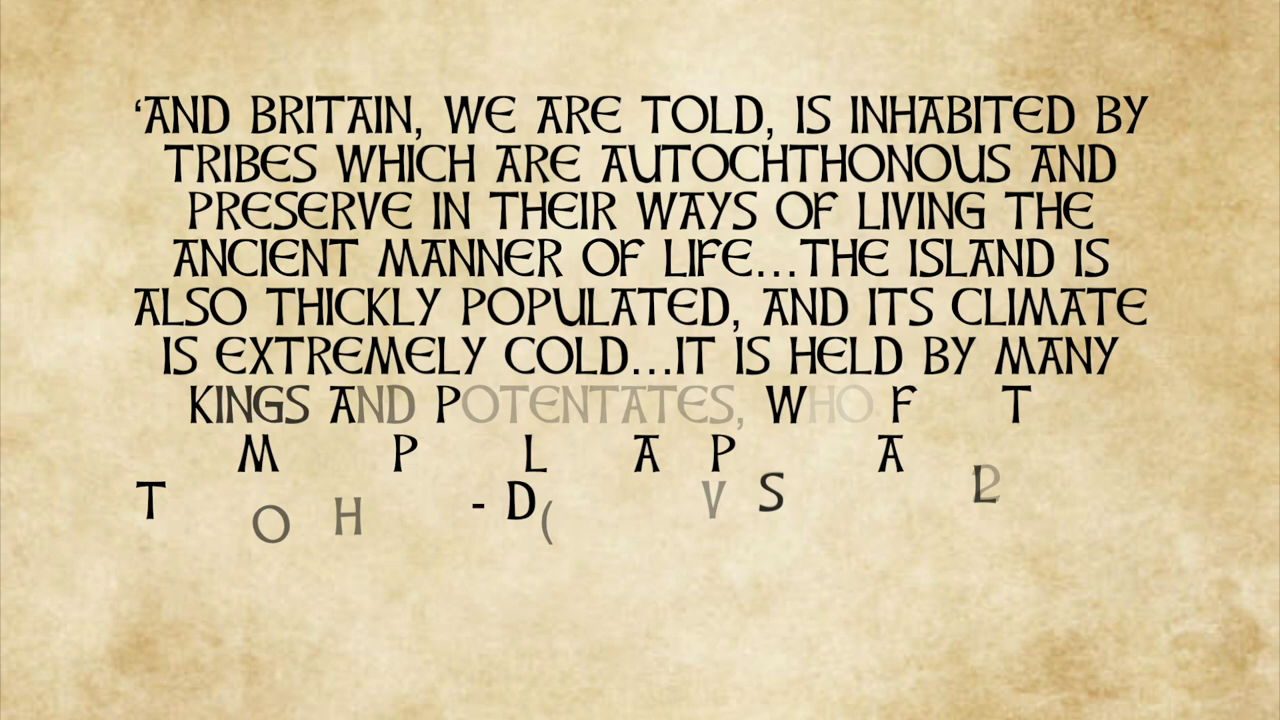 ‘AND BRITAIN, WE ARE TOLD, IS INHABITED BY
TRIBES WHICH ARE AUTOCHTHONOUS AND
PRESERVE IN THEIR WAYS OF LIVING THE
ANCIENT MANNER OF LIFE...THE ISLAND IS
ALSO THICKLY POPULATED, AND ITS CLIMATE
IS EXTREMELY COLD...IT IS HELD BY MANY
KINGS AND POTENTATES, WHO F T
M P L A P A
T O H - D( V S